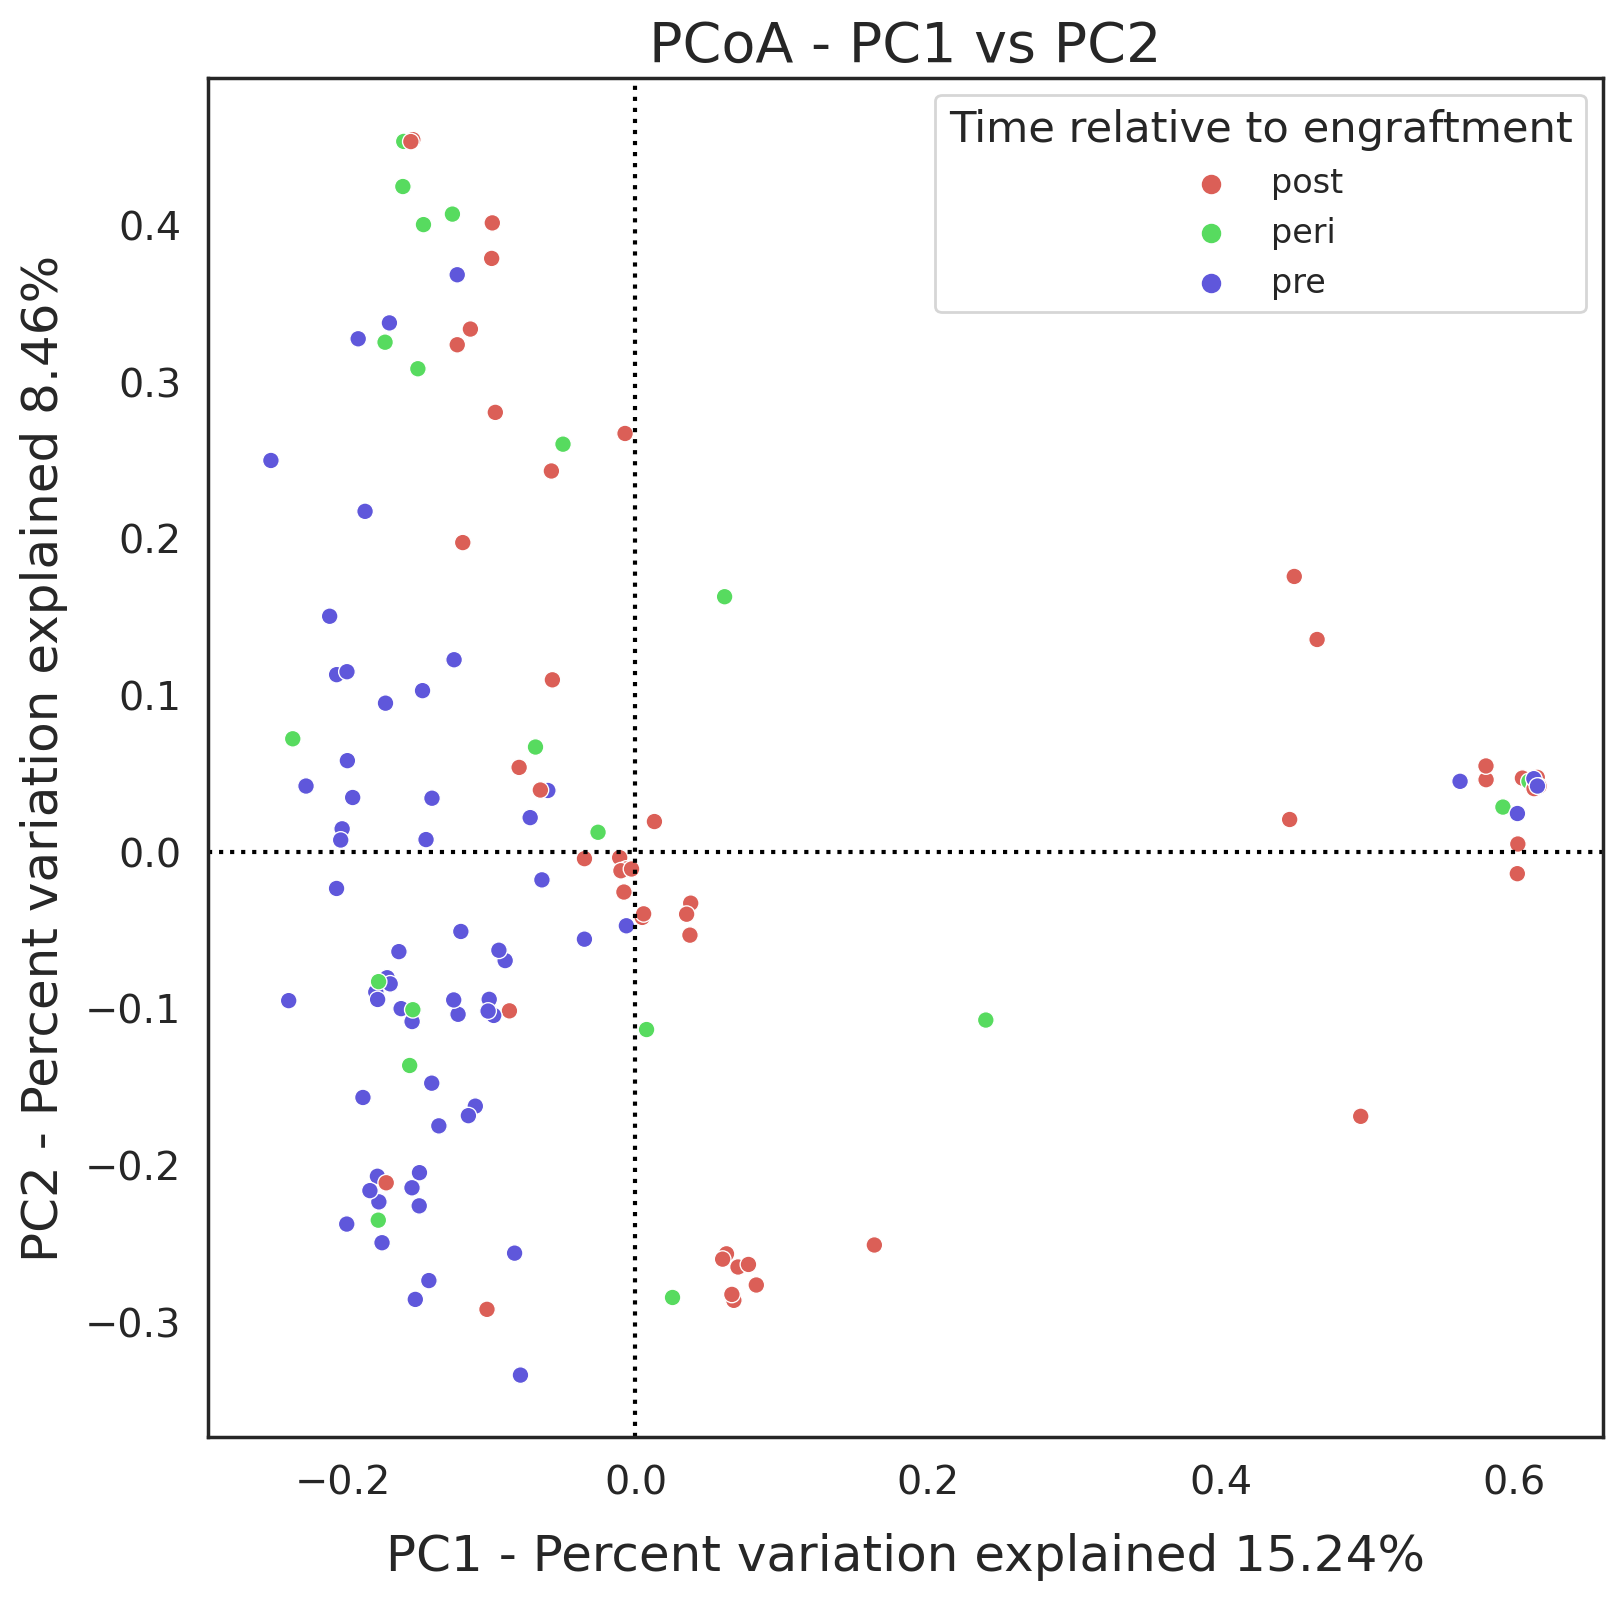 PCoA - PC1 vs PC2
Time relative to engraftment
post
peri
pre
PC2 - Percent variation explained 8.46%
0.4
0.3
0.2
0.1
0.0
−0.1
−0.2
−0.3
−0.2
0.0
0.2
0.4
0.6
PC1 - Percent variation explained 15.24%